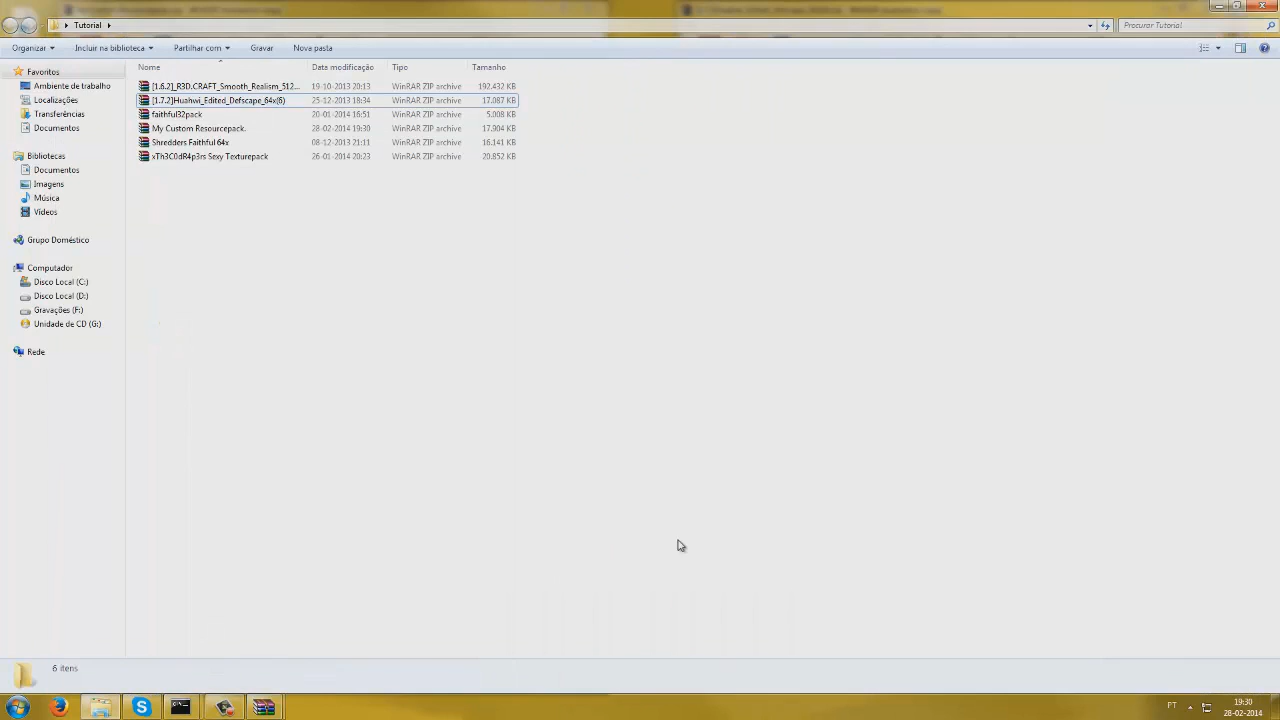 Tutorial
Procurar Tutorial
Organizar Incluir na biblioteca Partilhar com Gravar Nova pasta
Nome Data modificação Tipo Tamanho
Favoritos
Ambiente de trabalho
Localizações
Transferências
Documentos
Bibliotecas
Documentos
Imagens
Música
Vídeos
Grupo Doméstico
Computador
Disco Local (C:)
Disco Local (D:)
Gravações (F:)
Unidade de CD (G:)
Rede
[1.6.2]_R3D.CRAFT_Smooth_Realism_512... 19-10-2013 20:13 WinRAR ZIP archive 192.432 KB
[1.7.2]Huahwi_Edited_Defscape_64x(6) 25-12-2013 18:34 WinRAR ZIP archive 17.087 KB
faithful32pack 20-01-2014 16:51 WinRAR ZIP archive 5.008 KB
My Custom Resourcepack. 28-02-2014 19:30 WinRAR ZIP archive 17.904 KB
Shredders Faithful 64x 08-12-2013 21:11 WinRAR ZIP archive 16.141 KB
xTh3C0dR4p3rs Sexy Texturepack 26-01-2014 20:23 WinRAR ZIP archive 20.852 KB
6 itens
PT
19:30
28-02-2014